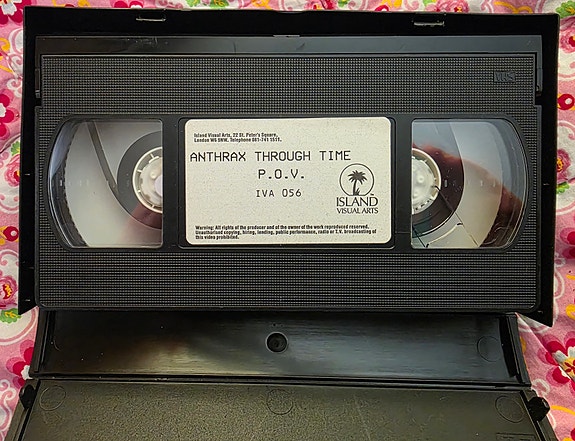 VHS
Island Visual Arts, 22 St. Peter's Square,
London W6 9NW. Telephone 081-741 1511.
ANTHRAX THROUGH TIME
P.O.V.
IVA 056
ISLAND
VISUAL ARTS
Warning: All rights of the producer and of the owner of the work reproduced reserved.
Unauthorised copying, hiring, lending, public performance, radio or T.V. broadcasting of
this video prohibited.